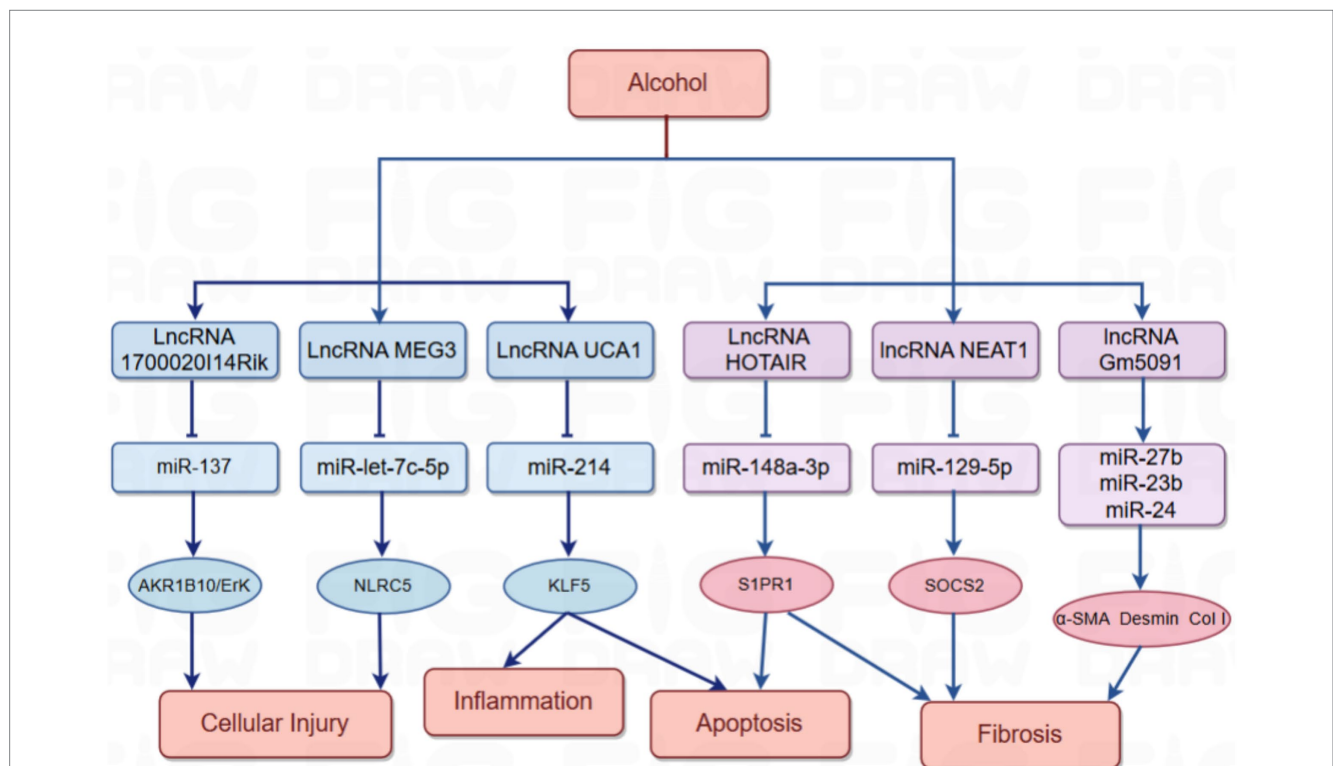 Alcohol
LncRNA
1700020I14Rik
LncRNA MEG3
LncRNA UCA1
LncRNA
HOTAIR
lncRNA NEAT1
lncRNA
Gm5091
miR-137
miR-let-7c-5p
miR-214
miR-148a-3p
miR-129-5p
miR-27b
miR-23b
miR-24
AKR1B10/ErK
NLRC5
KLF5
S1PR1
SOCS2
α-SMA Desmin Col I
Cellular Injury
Inflammation
Apoptosis
Fibrosis
FIG
DRAW